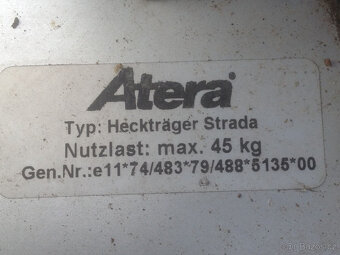 Atera®
Typ: Heckträger Strada
Nutzlast: max. 45 kg
Gen.Nr.:e11*74/483*79/488*5135*00